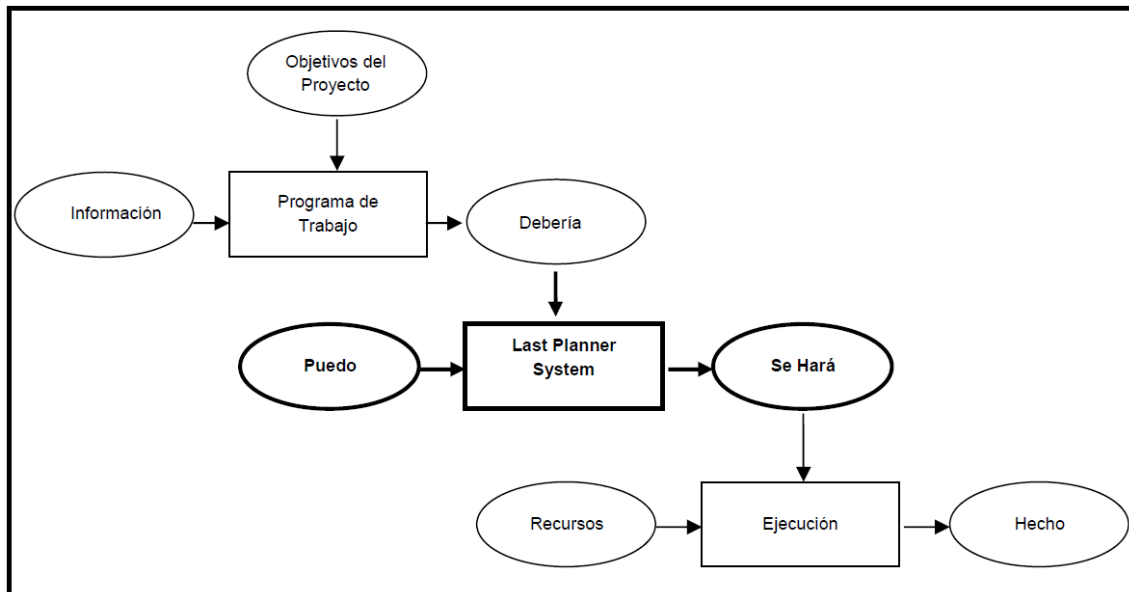 Objetivos del
Proyecto
Información
Programa de
Trabajo
Debería
Puedo
Last Planner
System
Se Hará
Recursos
Ejecución
Hecho